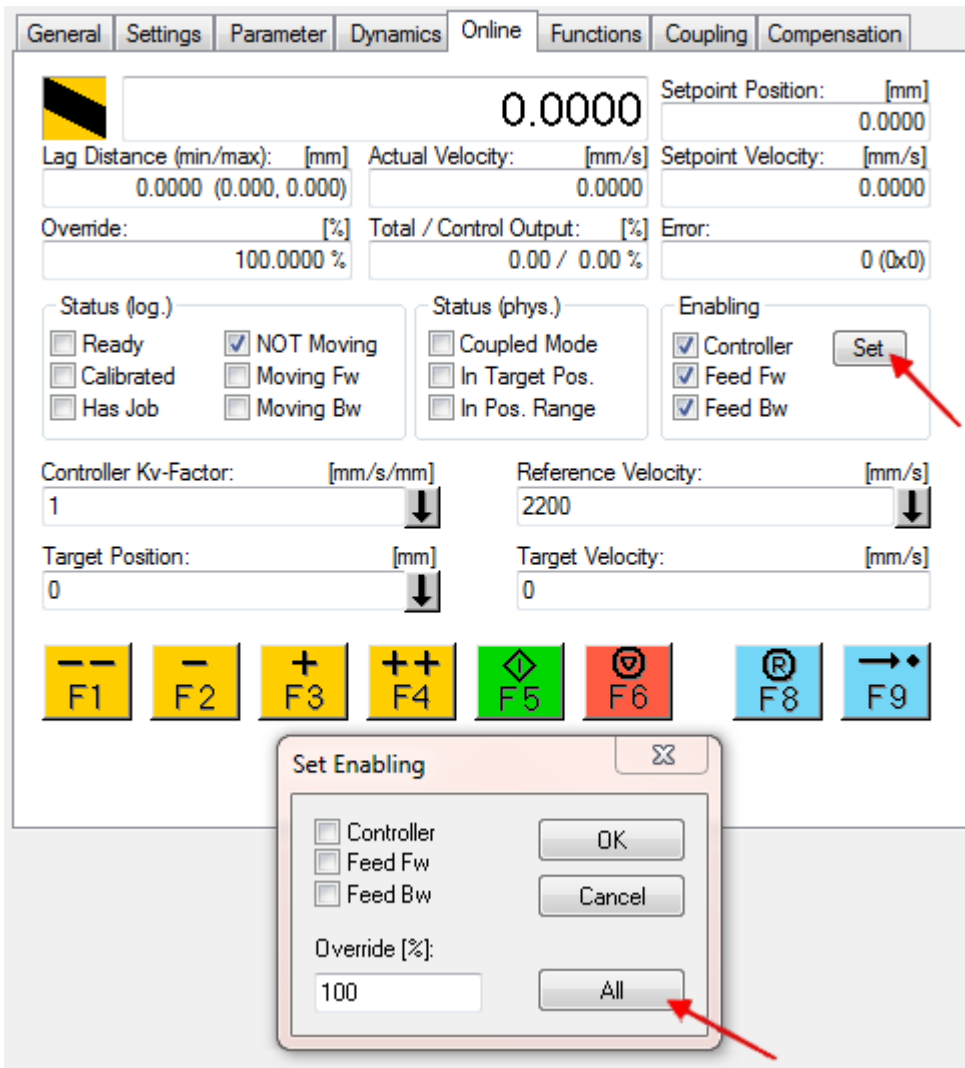 General Settings Parameter Dynamics Online Functions Coupling Compensation
0.0000
Setpoint Position: [mm]
0.0000
Lag Distance (min/max): [mm] Actual Velocity: [mm/s] Setpoint Velocity: [mm/s]
0.0000 (0.000, 0.000) 0.0000 0.0000
Override: [%] Total / Control Output: [%] Error:
100.0000 % 0.00 / 0.00 % 0 (0x0)
Status (log.) Status (phys.) Enabling
Ready NOT Moving Coupled Mode Controller Set
Calibrated Moving Fw In Target Pos. Feed Fw
Has Job Moving Bw In Pos. Range Feed Bw
Controller Kv-Factor: [mm/s/mm] Reference Velocity: [mm/s]
1 2200
Target Position: [mm] Target Velocity: [mm/s]
0 0
-- - + ++ R
F1 F2 F3 F4 F5 F6 F8 F9
Set Enabling
Controller OK
Feed Fw
Feed Bw Cancel
Override [%]:
100 All